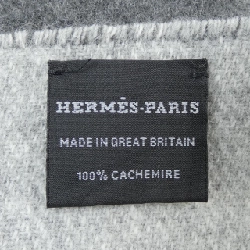 HERMÈS-PARIS
MADE IN GREAT BRITAIN
100% CACHEMIRE